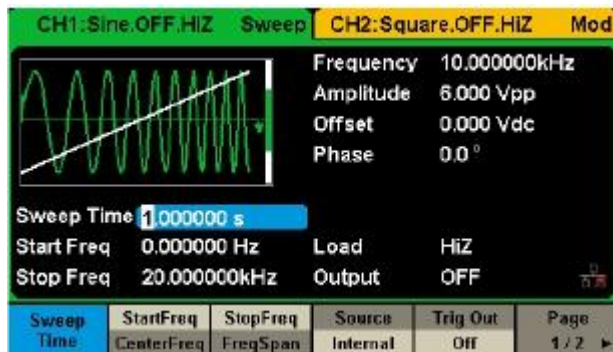 CH1:Sine.OFF.HiZ Sweep CH2:Square.OFF.HiZ Mod
Frequency 10.000000kHz
Amplitude 6.000 Vpp
Offset 0.000 Vdc
Phase 0.0 °
Sweep Time 1.000000 s
Start Freq 0.000000 Hz Load HiZ
Stop Freq 20.000000kHz Output OFF
Sweep Time StartFreq CenterFreq StopFreq FreqSpan Source Internal Trig Out Off Page 1/2